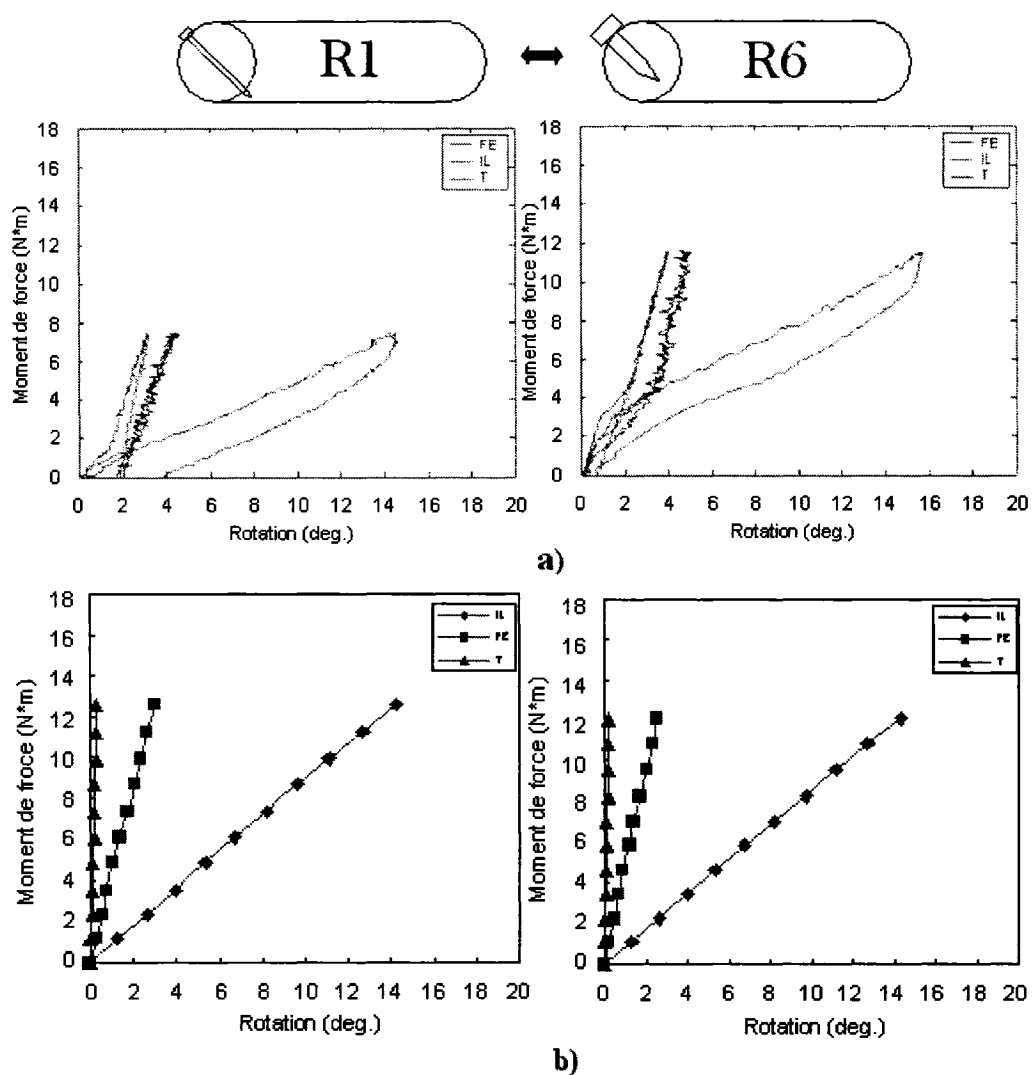 R1 R6
18
16
14
12
10
8
6
4
2
0
Moment de force (N*m)
FE
IL
T
0 2 4 6 8 10 12 14 16 18 20
Rotation (deg.)
18
16
14
12
10
8
6
4
2
0
Moment de force (N*m)
FE
IL
T
0 2 4 6 8 10 12 14 16 18 20
Rotation (deg.)
a)
18
16
14
12
10
8
6
4
2
0
Moment de froce (N*m)
IL
FE
T
0 2 4 6 8 10 12 14 16 18 20
Rotation (deg.)
18
16
14
12
10
8
6
4
2
0
Moment de force (N*m)
IL
FE
T
0 2 4 6 8 10 12 14 16 18 20
Rotation (deg.)
b)